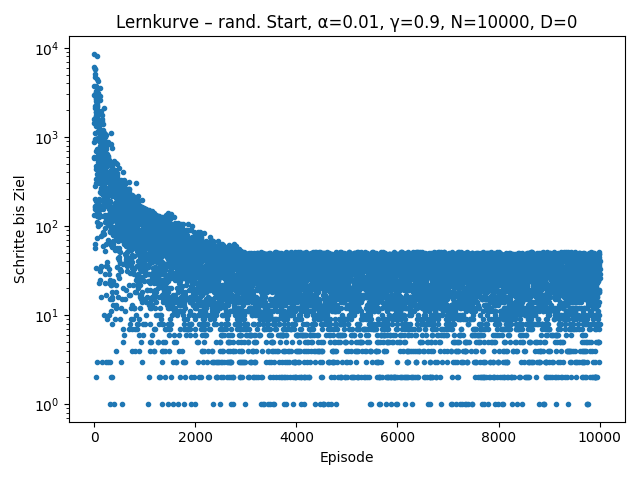 Lernkurve – rand. Start, α=0.01, γ=0.9, N=10000, D=0
10⁴
10³
10²
10¹
10⁰
Schritte bis Ziel
0 2000 4000 6000 8000 10000
Episode